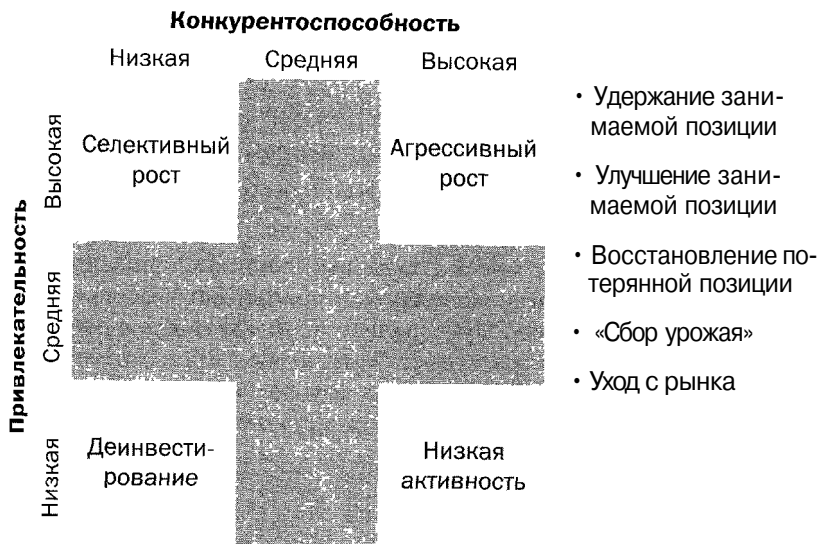 Конкурентоспособность
Низкая Средняя Высокая
Привлекательность
Высокая
Селективный
рост
Агрессивный
рост
Средняя
Низкая
Деинвести-
рование
Низкая
активность
• Удержание зани-
маемой позиции
• Улучшение зани-
маемой позиции
• Восстановление по-
терянной позиции
• «Сбор урожая»
• Уход с рынка